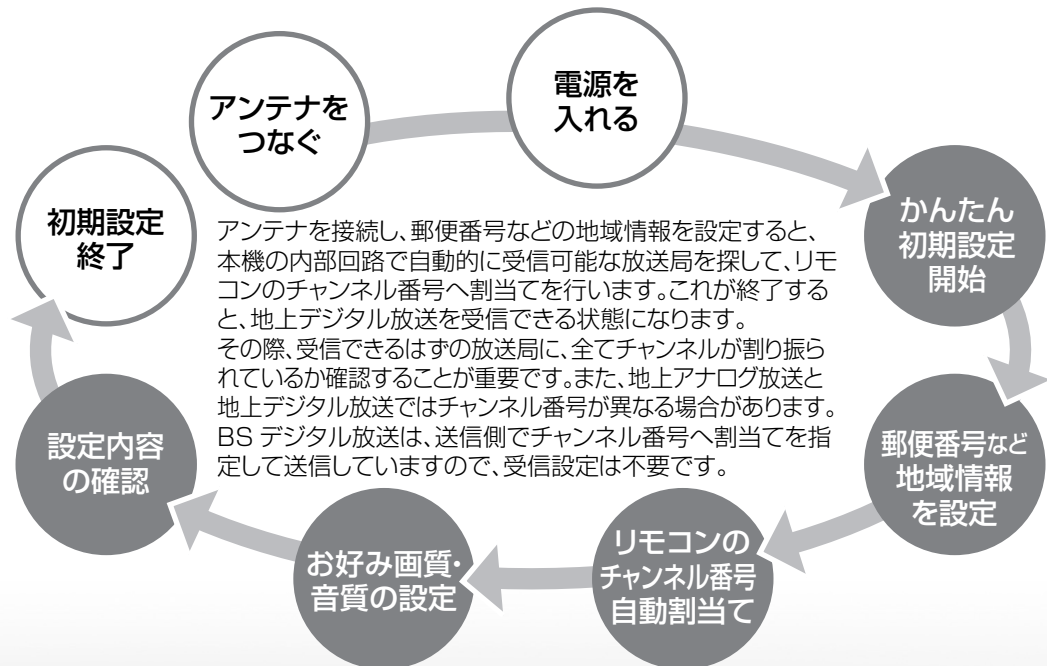 アンテナを
つなぐ
電源を
入れる
かんたん
初期設定
開始
郵便番号など
地域情報
を設定
リモコンの
チャンネル番号
自動割当て
お好み画質・
音質の設定
設定内容
の確認
初期設定
終了
アンテナを接続し、郵便番号などの地域情報を設定すると、
本機の内部回路で自動的に受信可能な放送局を探して、リモ
コンのチャンネル番号へ割当てを行います。これが終了する
と、地上デジタル放送を受信できる状態になります。
その際、受信できるはずの放送局に、全てチャンネルが割り振ら
れているか確認することが重要です。また、地上アナログ放送と
地上デジタル放送ではチャンネル番号が異なる場合があります。
BS デジタル放送は、送信側でチャンネル番号へ割当てを指
定して送信していますので、受信設定は不要です。